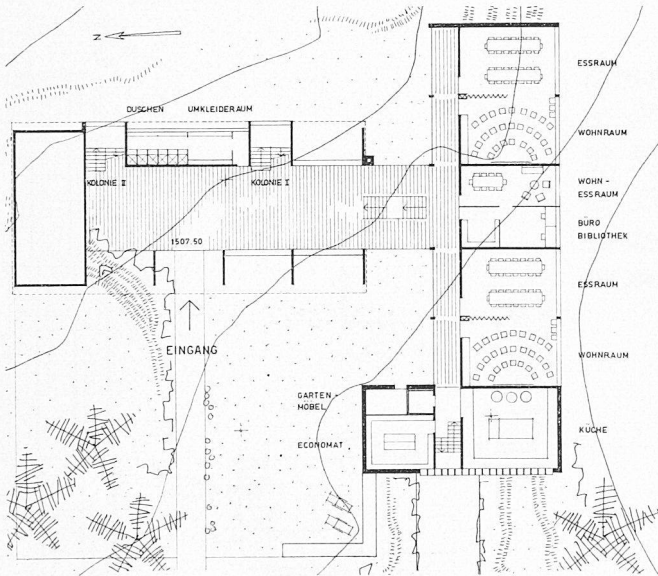 N
ESSRAUM
DUSCHEN UMKLEIDERAUM
WOHNRAUM
KOLONIE II
KOLONIE I
WOHN-
ESSRAUM
BÜRO
BIBLIOTHEK
1507.50
ESSRAUM
EINGANG
WOHNRAUM
GARTEN-
MÖBEL
ECONOMAT
KÜCHE